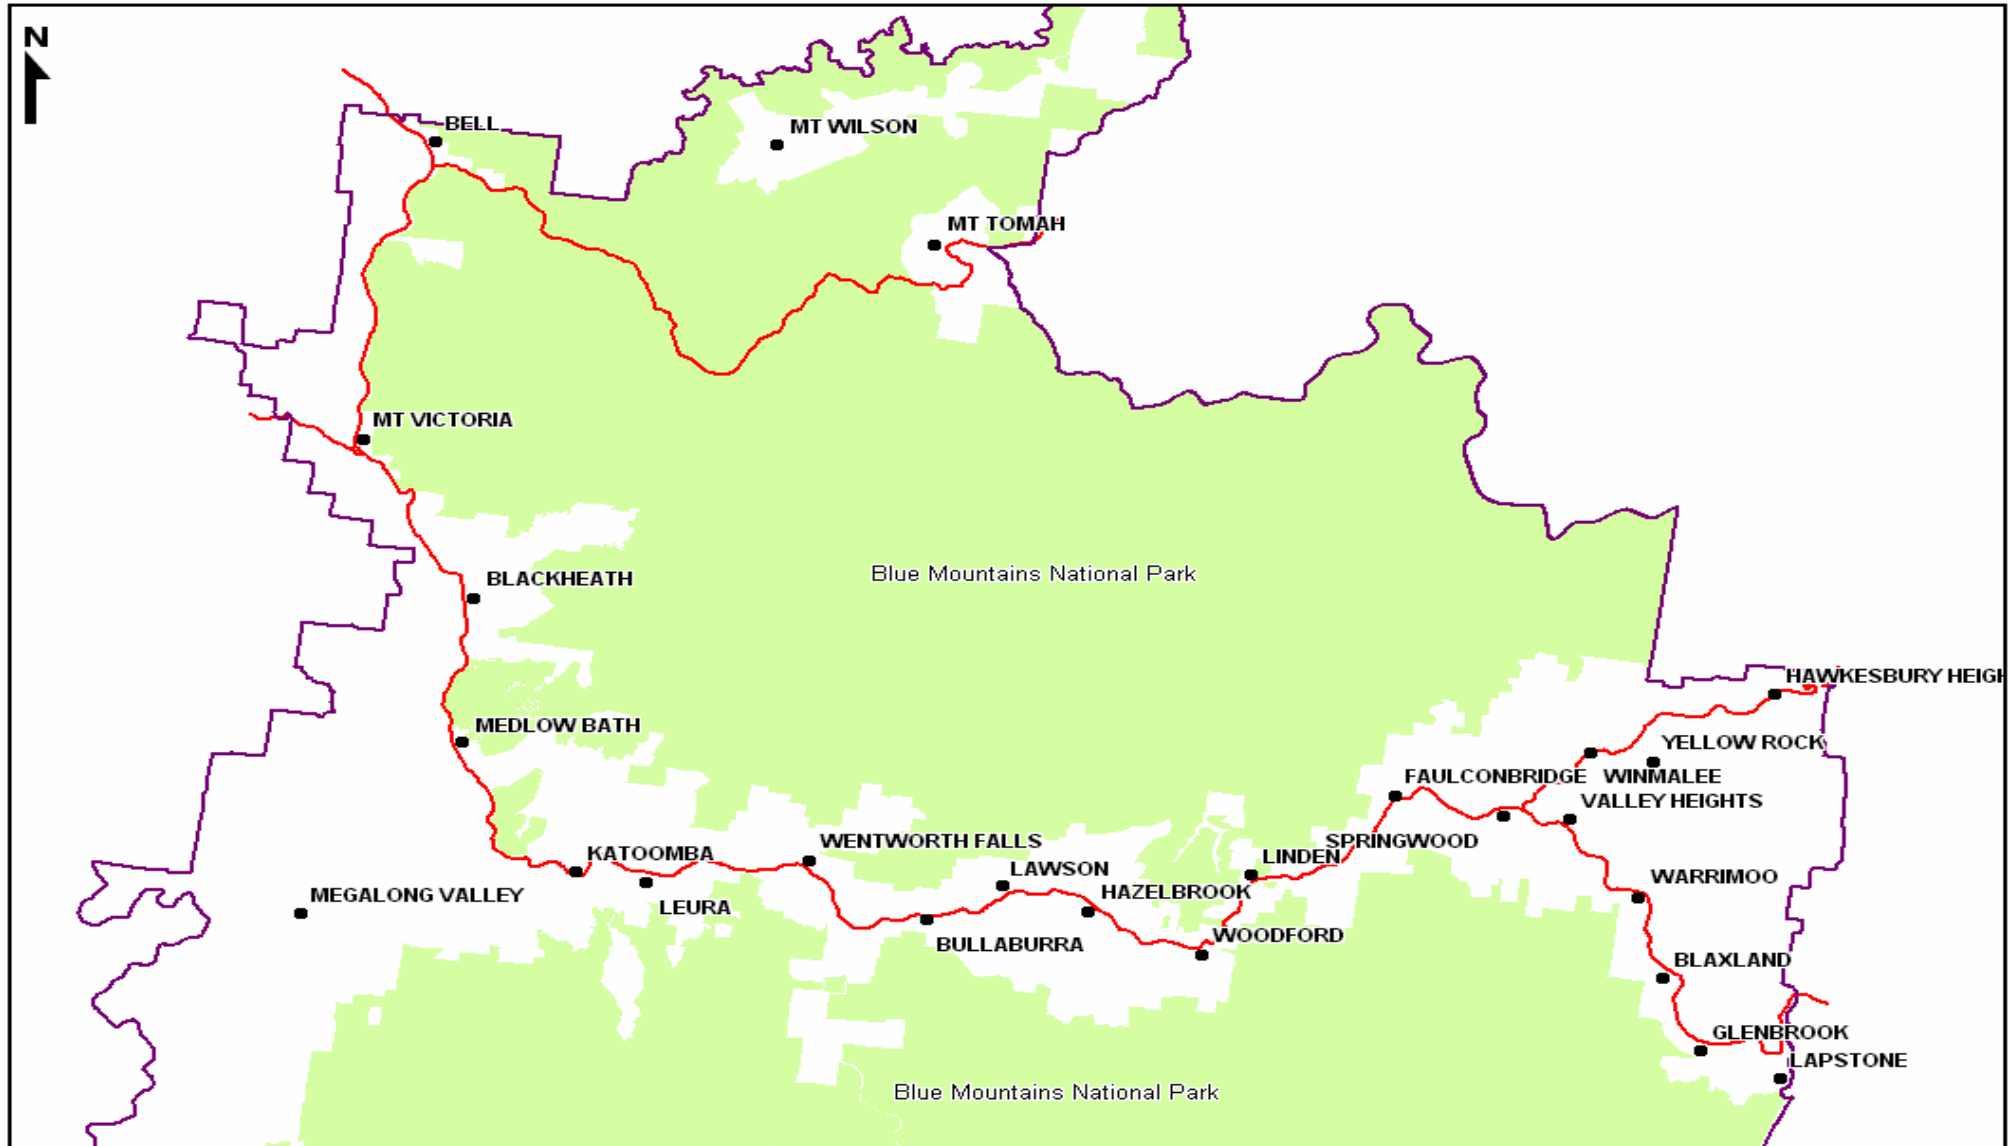 N
BELL
MT WILSON
MT TOMAH
MT VICTORIA
BLACKHEATH
Blue Mountains National Park
HAWKESBURY HEIGH
MEDLOW BATH
YELLOW ROCK
FAULCONBRIDGE
WINMALEE
VALLEY HEIGHTS
WENTWORTH FALLS
SPRINGWOOD
KATOOMBA
LINDEN
LAWSON
WARRIMOO
MEGALONG VALLEY
HAZELBROOK
LEURA
WOODFORD
BULLABURRA
BLAXLAND
GLENBROOK
LAPSTONE
Blue Mountains National Park